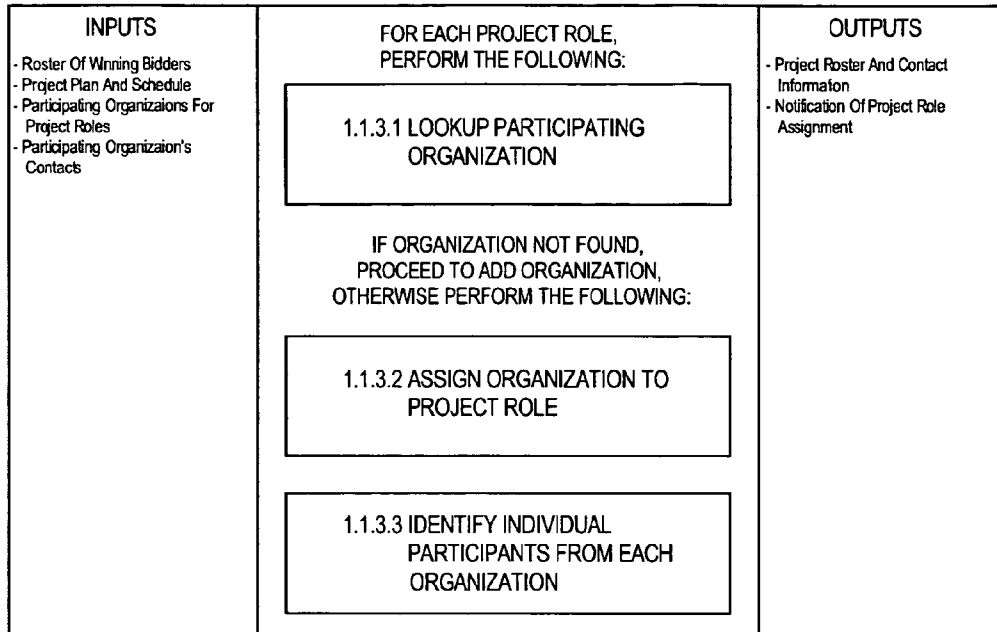 INPUTS
- Roster Of Winning Bidders
- Project Plan And Schedule
- Participating Organizaions For
Project Roles
- Participating Organizaion's
Contacts
FOR EACH PROJECT ROLE,
PERFORM THE FOLLOWING:
1.1.3.1 LOOKUP PARTICIPATING
ORGANIZATION
IF ORGANIZATION NOT FOUND,
PROCEED TO ADD ORGANIZATION,
OTHERWISE PERFORM THE FOLLOWING:
1.1.3.2 ASSIGN ORGANIZATION TO
PROJECT ROLE
1.1.3.3 IDENTIFY INDIVIDUAL
PARTICIPANTS FROM EACH
ORGANIZATION
OUTPUTS
- Project Roster And Contact
Information
- Notification Of Project Role
Assignment